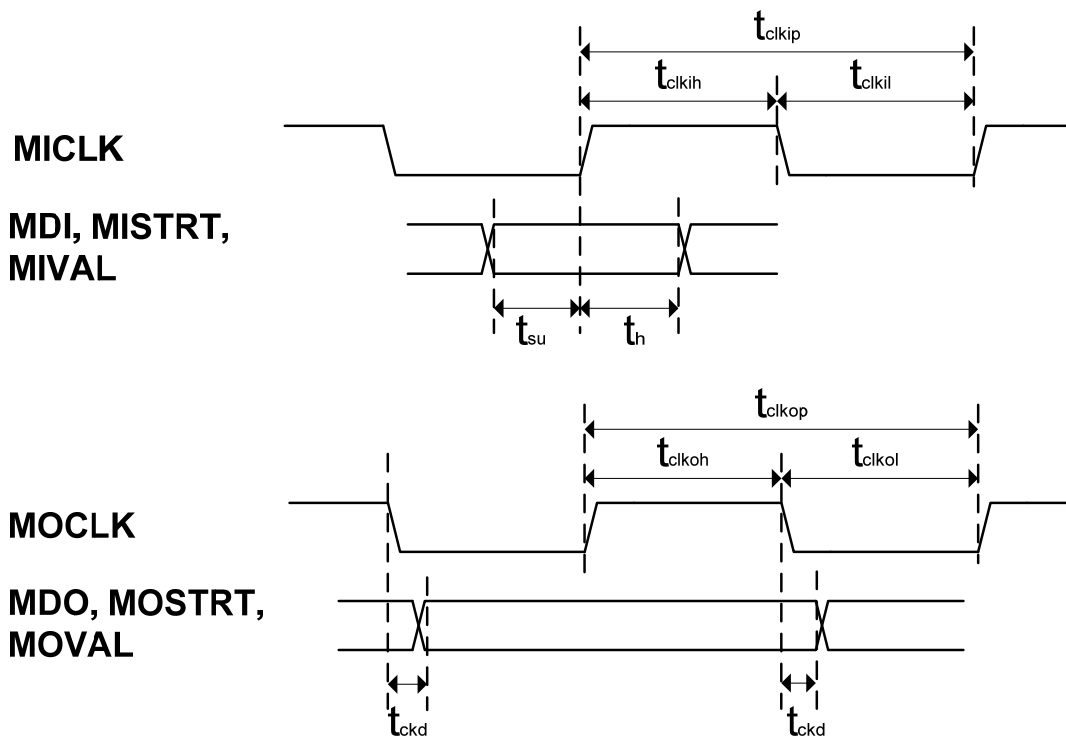 tclkip
tclkih tclkil
MICLK
MDI, MISTRT,
MIVAL
tsu th
tclkop
tclkoh tclkol
MOCLK
MDO, MOSTRT,
MOVAL
tckd tckd